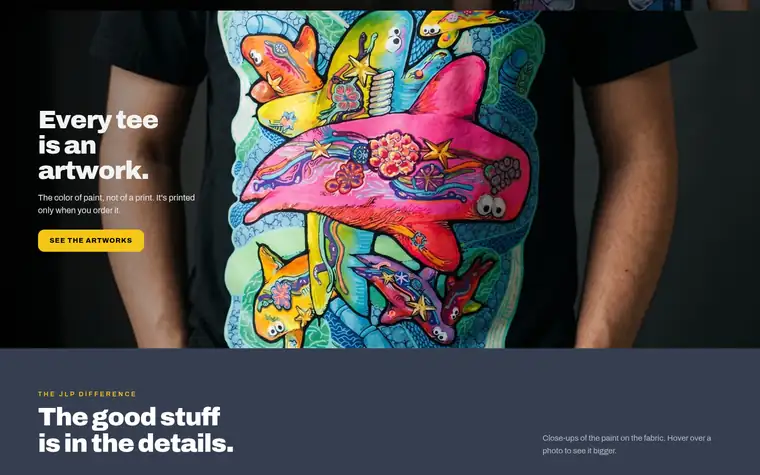 Every tee
is an
artwork.
The color of paint, not of a print. It's printed
only when you order it.
SEE THE ARTWORKS
THE JLP DIFFERENCE
The good stuff
is in the details.
Close-ups of the paint on the fabric. Hover over a
photo to see it bigger.